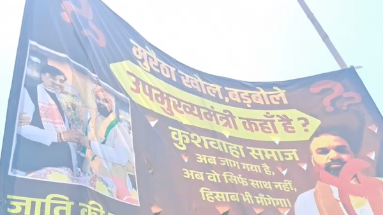 मुरेठा खोल, बड़बोले
उपमुख्यमंत्री कहाँ है ?
कुशवाहा समाज
अब जाग गया है,
अब वो सिर्फ साथ नहीं,
हिसाब भी माँगेगा।
जाति की